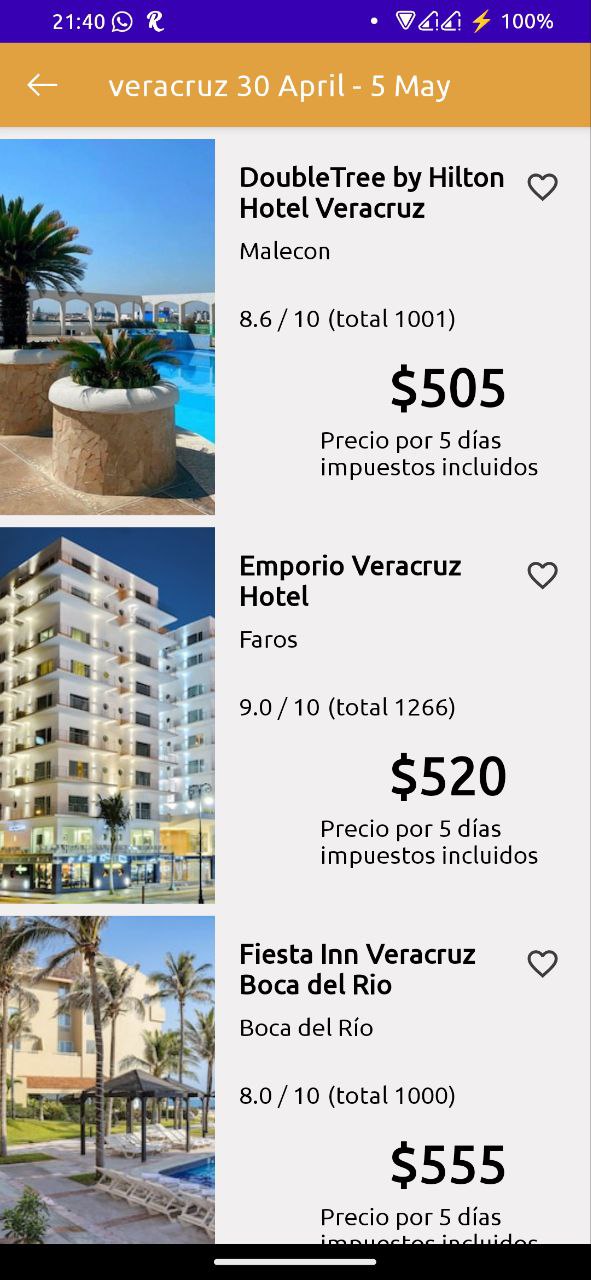 21:40 100%
veracruz 30 April - 5 May
DoubleTree by Hilton
Hotel Veracruz
Malecon
8.6 / 10 (total 1001)
$505
Precio por 5 días
impuestos incluidos
Emporio Veracruz
Hotel
Faros
9.0 / 10 (total 1266)
$520
Precio por 5 días
impuestos incluidos
Fiesta Inn Veracruz
Boca del Rio
Boca del Río
8.0 / 10 (total 1000)
$555
Precio por 5 días
impuestos incluidos